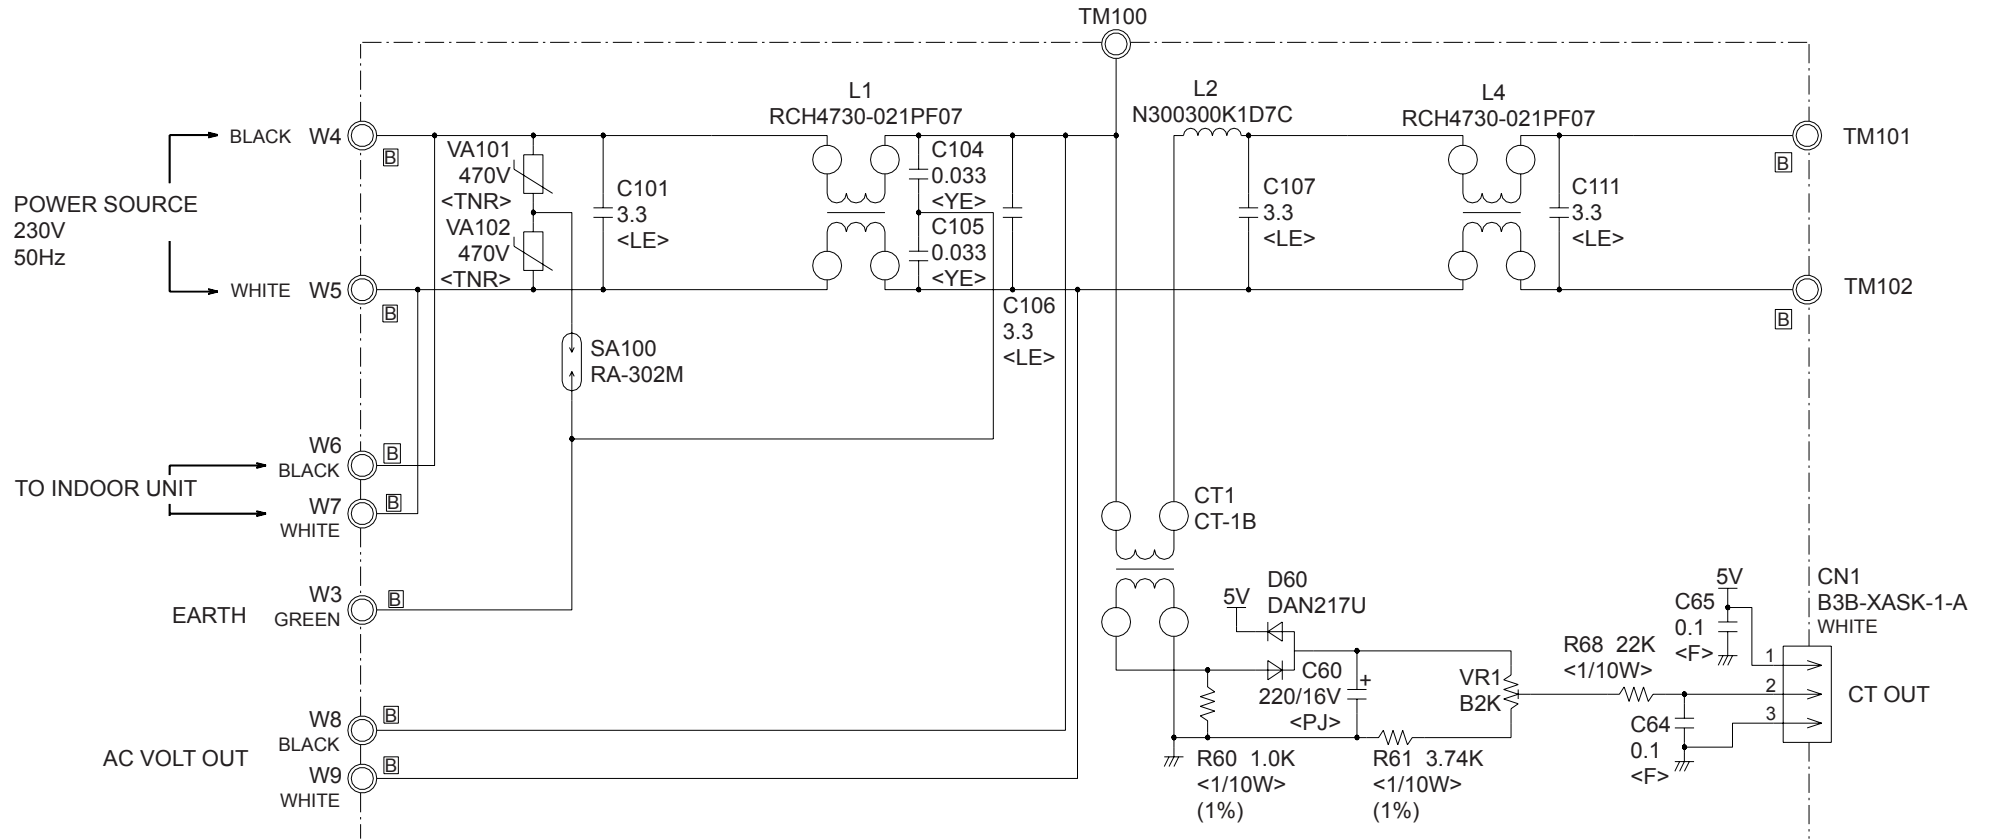 TM100
L1
RCH4730-021PF07
L2
N300300K1D7C
L4
RCH4730-021PF07
POWER SOURCE
230V
50Hz
BLACK W4
B
WHITE W5
B
VA101
470V
<TNR>
VA102
470V
<TNR>
C101
3.3
<LE>
C104
0.033
<YE>
C105
0.033
<YE>
C106
3.3
<LE>
C107
3.3
<LE>
C111
3.3
<LE>
TM101
B
TM102
B
SA100
RA-302M
TO INDOOR UNIT
W6
BLACK
B
W7
WHITE
B
EARTH
W3
GREEN
B
AC VOLT OUT
W8
BLACK
B
W9
WHITE
B
CT1
CT-1B
5V
D60
DAN217U
C60
220/16V
+
<PJ>
R60 1.0K
<1/10W>
(1%)
R61 3.74K
<1/10W>
(1%)
VR1
B2K
R68 22K
<1/10W>
C64
0.1
<F>
5V
C65
0.1
<F>
CN1
B3B-XASK-1-A
WHITE
1
2
3
CT OUT